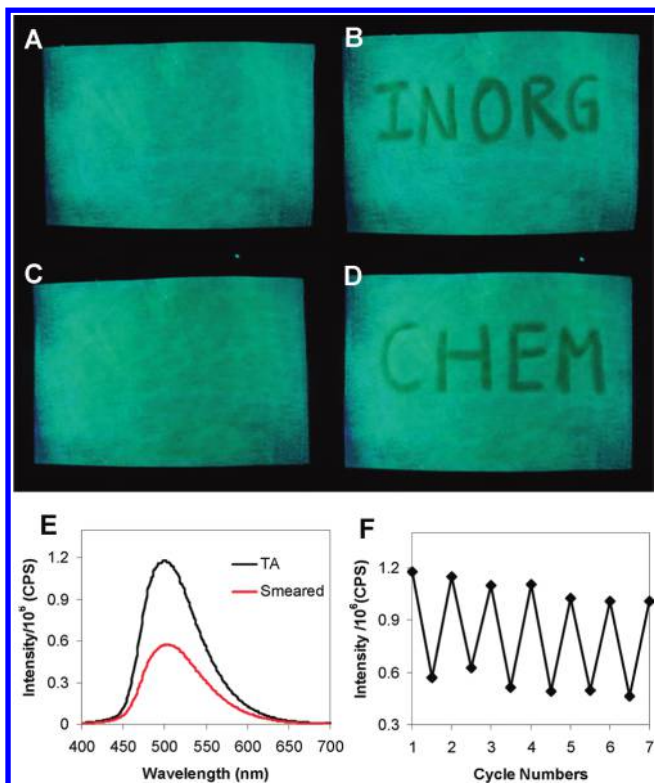 A
B
INORG
C
D
CHEM
E
TA
Smeared
Intensity/10⁶ (CPS)
1.2
0.9
0.6
0.3
0
400 450 500 550 600 650 700
Wavelength (nm)
F
Intensity /10⁶(CPS)
1.2
0.9
0.6
0.3
1 2 3 4 5 6 7
Cycle Numbers